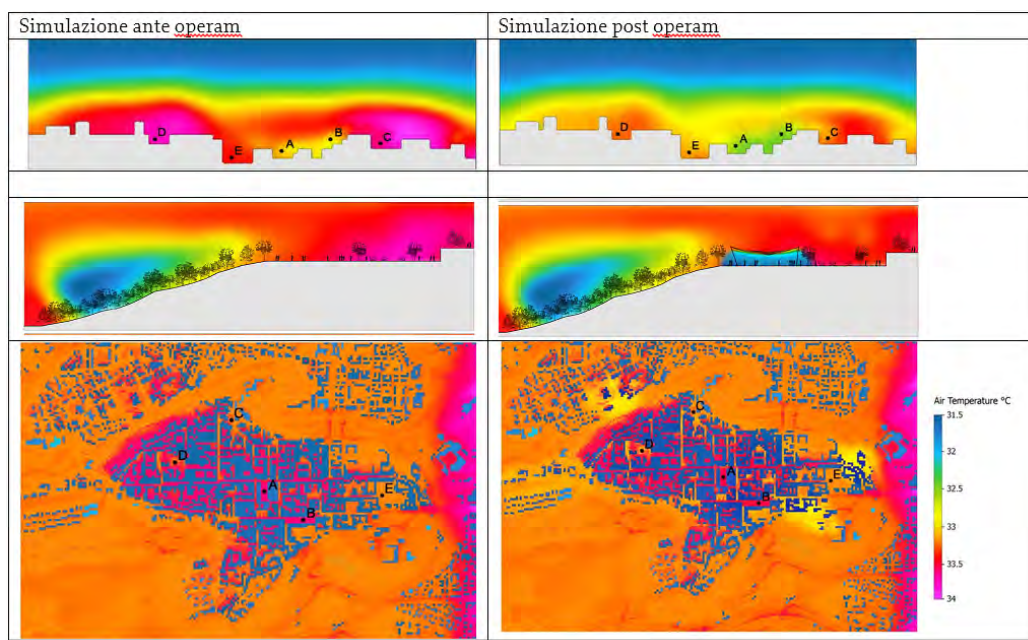 Simulazione ante operam
Simulazione post operam
D
E
A
B
C
D
E
A
B
C
C
D
A
B
E
C
D
A
B
E
Air Temperature °C
31.5
32
32.5
33
33.5
34